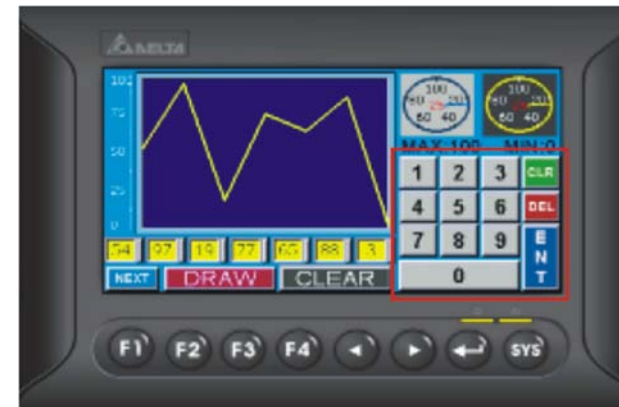 DELTA
100
75
50
25
0
100
80 20
60 40
100
80 20
60 40
MAX:100 MIN:0
1 2 3 CLR
4 5 6 DEL
7 8 9 ENT
0
54 97 19 77 65 88 3
NEXT DRAW CLEAR
F1 F2 F3 F4 SYS